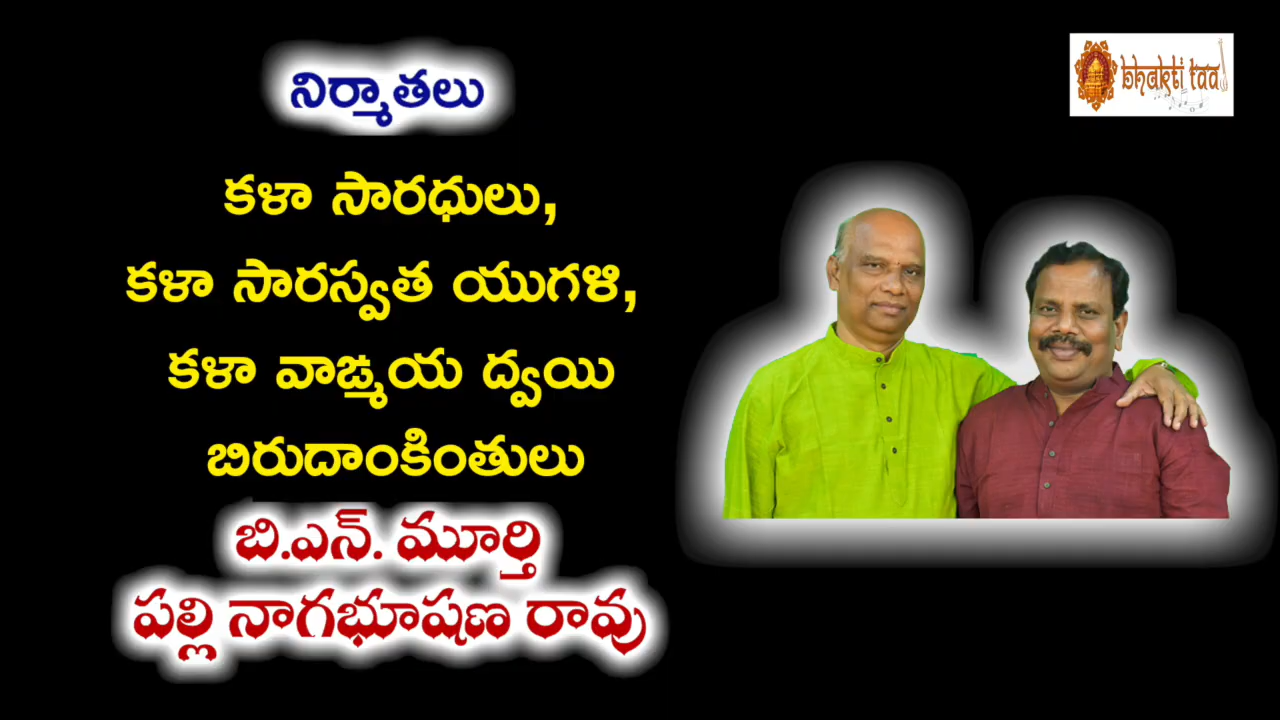 నిర్మాతలు
bhakti taal
కళా సారధులు,
కళా సారస్వత యుగళి,
కళా వాఙ్మయ ద్వయి
బిరుదాంకింతులు
బి.ఎన్. మూర్తి
పల్లి నాగభూషణ రావు